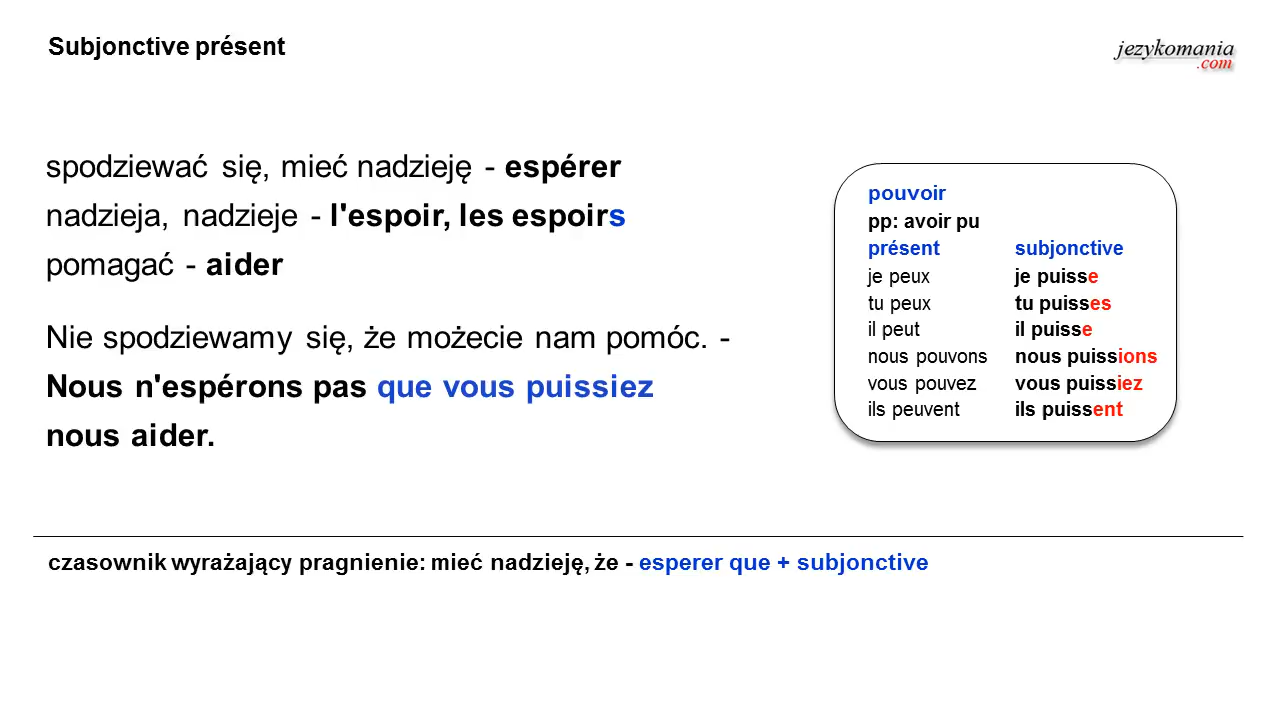 Subjonctive présent
jezykomania
.com
spodziewać się, mieć nadzieję - espérer
nadzieja, nadzieje - l'espoir, les espoirs
pomagać - aider
Nie spodziewamy się, że możecie nam pomóc. -
Nous n'espérons pas que vous puissiez
nous aider.
pouvoir
pp: avoir pu
présent subjonctive
je peux je puisse
tu peux tu puisses
il peut il puisse
nous pouvons nous puissions
vous pouvez vous puissiez
ils peuvent ils puissent
czasownik wyrażający pragnienie: mieć nadzieję, że - esperer que + subjonctive